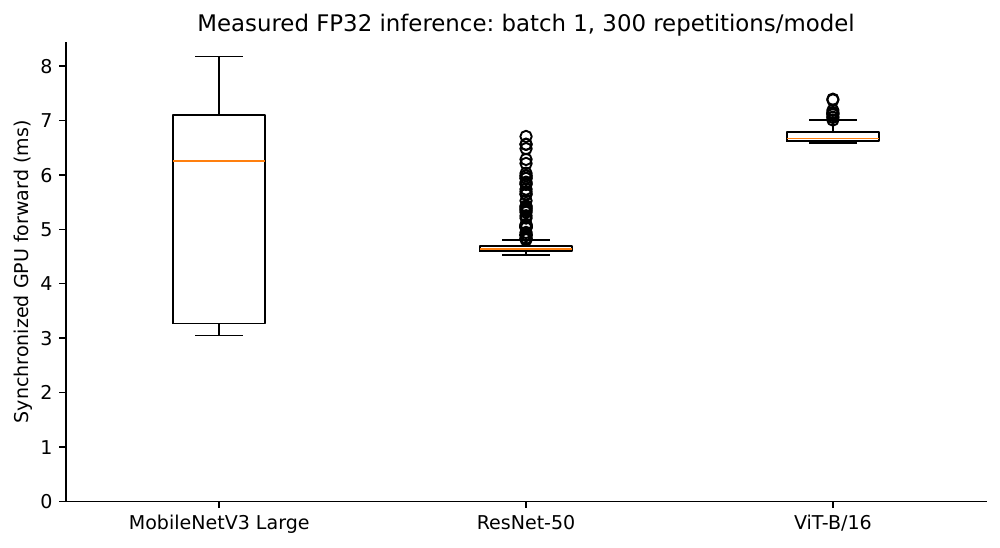 Measured FP32 inference: batch 1, 300 repetitions/model
Synchronized GPU forward (ms)
8
7
6
5
4
3
2
1
0
MobileNetV3 Large
ResNet-50
ViT-B/16